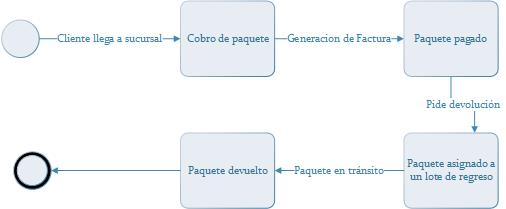 Cliente llega a sucursal
Cobro de paquete
Generacion de Factura
Paquete pagado
Pide devolución
Paquete asignado a
un lote de regreso
Paquete en tránsito
Paquete devuelto